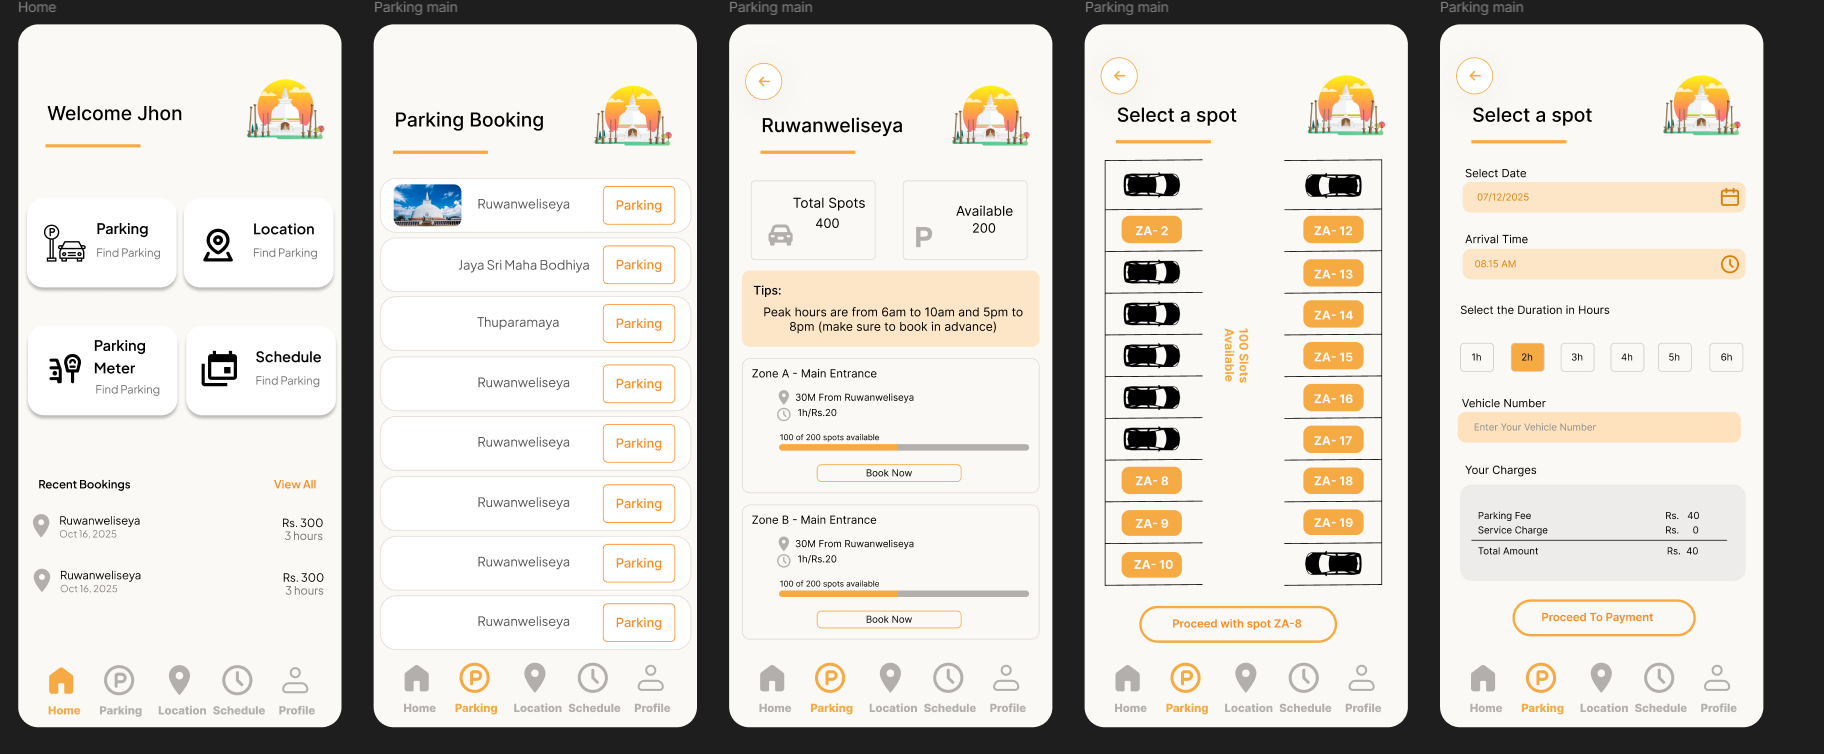 Home
Welcome Jhon
Parking
Find Parking
Location
Find Parking
Parking
Meter
Find Parking
Schedule
Find Parking
Recent Bookings
View All
Ruwanweliseya
Rs. 300
Oct 16, 2025
3 hours
Ruwanweliseya
Rs. 300
Oct 16, 2025
3 hours
Home
Parking
Location
Schedule
Profile
Parking main
Parking Booking
Ruwanweliseya
Parking
Jaya Sri Maha Bodhiya
Parking
Thuparamaya
Parking
Ruwanweliseya
Parking
Ruwanweliseya
Parking
Ruwanweliseya
Parking
Ruwanweliseya
Parking
Ruwanweliseya
Parking
Home
Parking
Location
Schedule
Profile
Parking main
Ruwanweliseya
Total Spots
400
Available
200
P
Tips:
Peak hours are from 6am to 10am and 5pm to
8pm (make sure to book in advance)
Zone A - Main Entrance
30M From Ruwanweliseya
1h/Rs.20
100 of 200 spots available
Book Now
Zone B - Main Entrance
30M From Ruwanweliseya
1h/Rs.20
100 of 200 spots available
Book Now
Home
Parking
Location
Schedule
Profile
Parking main
Select a spot
ZA- 2
ZA- 12
ZA- 13
ZA- 14
100 Slots
Available
ZA- 15
ZA- 16
ZA- 17
ZA- 8
ZA- 18
ZA- 9
ZA- 19
ZA- 10
Proceed with spot ZA-8
Home
Parking
Location
Schedule
Profile
Parking main
Select a spot
Select Date
07/12/2025
Arrival Time
08.15 AM
Select the Duration in Hours
1h
2h
3h
4h
5h
6h
Vehicle Number
Enter Your Vehicle Number
Your Charges
Parking Fee Rs. 40
Service Charge Rs. 0
Total Amount Rs. 40
Proceed To Payment
Home
Parking
Location
Schedule
Profile